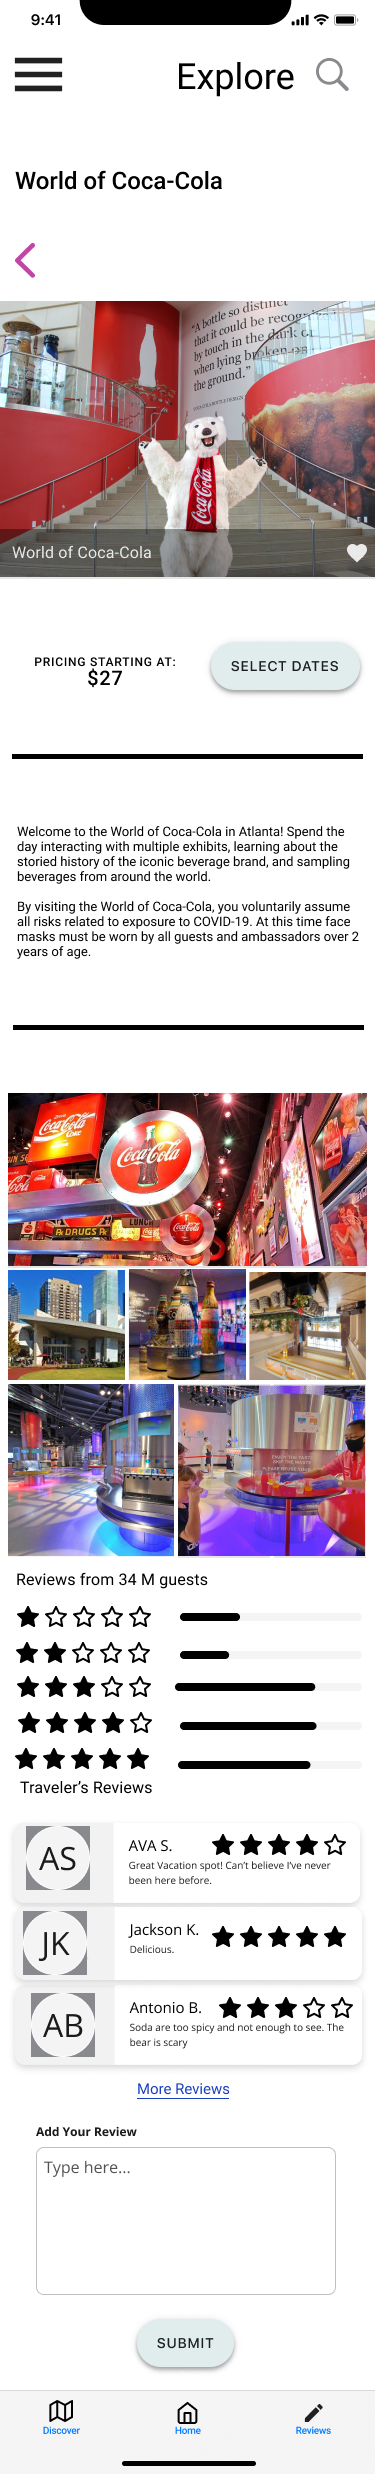 9:41
Explore
World of Coca-Cola
"A bottle so distinct
that it could be recognized
by touch in the dark or
when lying broken on
the ground."
Coca-Cola
World of Coca-Cola
PRICING STARTING AT:
$27
SELECT DATES
Welcome to the World of Coca-Cola in Atlanta! Spend the
day interacting with multiple exhibits, learning about the
storied history of the iconic beverage brand, and sampling
beverages from around the world.
By visiting the World of Coca-Cola, you voluntarily assume
all risks related to exposure to COVID-19. At this time face
masks must be worn by all guests and ambassadors over 2
years of age.
Coca-Cola
Coca-Cola
DRUGS
LUNCH
Coca-Cola
Reviews from 34 M guests
Traveler's Reviews
AS
AVA S.
Great Vacation spot! Can't believe I've never
been here before.
JK
Jackson K.
Delicious.
AB
Antonio B.
Soda are too spicy and not enough to see. The
bear is scary
More Reviews
Add Your Review
Type here...
SUBMIT
Discover
Home
Reviews